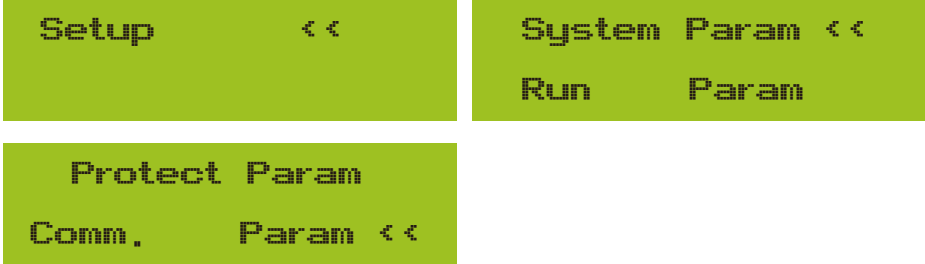 Setup <<
System Param <<
Run Param
Protect Param
Comm. Param <<